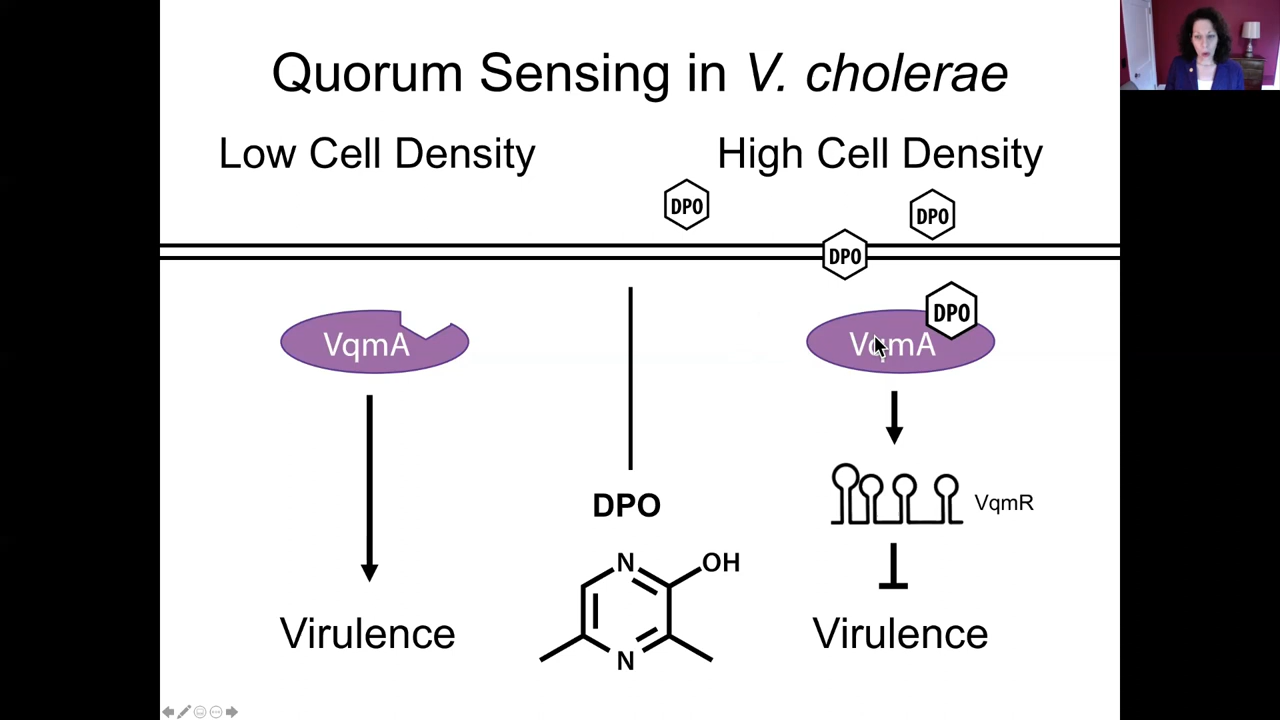 Quorum Sensing in V. cholerae
Low Cell Density
High Cell Density
DPO
DPO
DPO
DPO
VqmA
VqmA
VqmR
DPO
N
OH
N
Virulence
Virulence